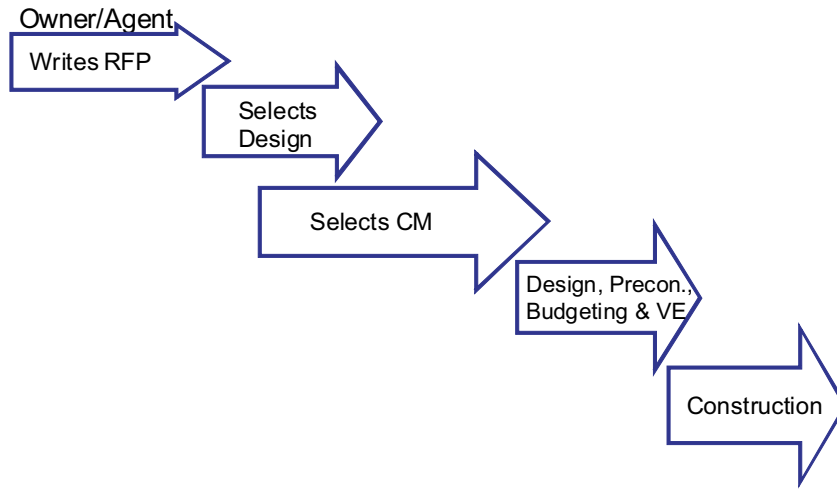 Owner/Agent
Writes RFP
Selects
Design
Selects CM
Design, Precon.,
Budgeting & VE
Construction